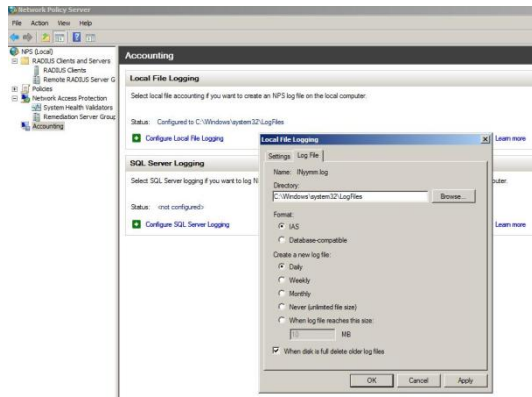 Network Policy Server
File Action View Help
NPS (Local)
RADIUS Clients and Servers
RADIUS Clients
Remote RADIUS Server G
Policies
Network Access Protection
System Health Validators
Remediation Server Group
Accounting
Accounting
Local File Logging
Select local file accounting if you want to create an NPS log file on the local computer.
Status: Configured to C:\Windows\system32\LogFiles
Configure Local File Logging
Learn more
SQL Server Logging
Select SQL Server logging if you want to log N
puter.
Status: <not configured>
Configure SQL Server Logging
Learn more
Local File Logging
Settings Log File
Name: INyymm.log
Directory:
C:\Windows\system32\LogFiles
Browse...
Format:
IAS
Database-compatible
Create a new log file:
Daily
Weekly
Monthly
Never (unlimited file size)
When log file reaches this size:
10 MB
When disk is full delete older log files
OK Cancel Apply